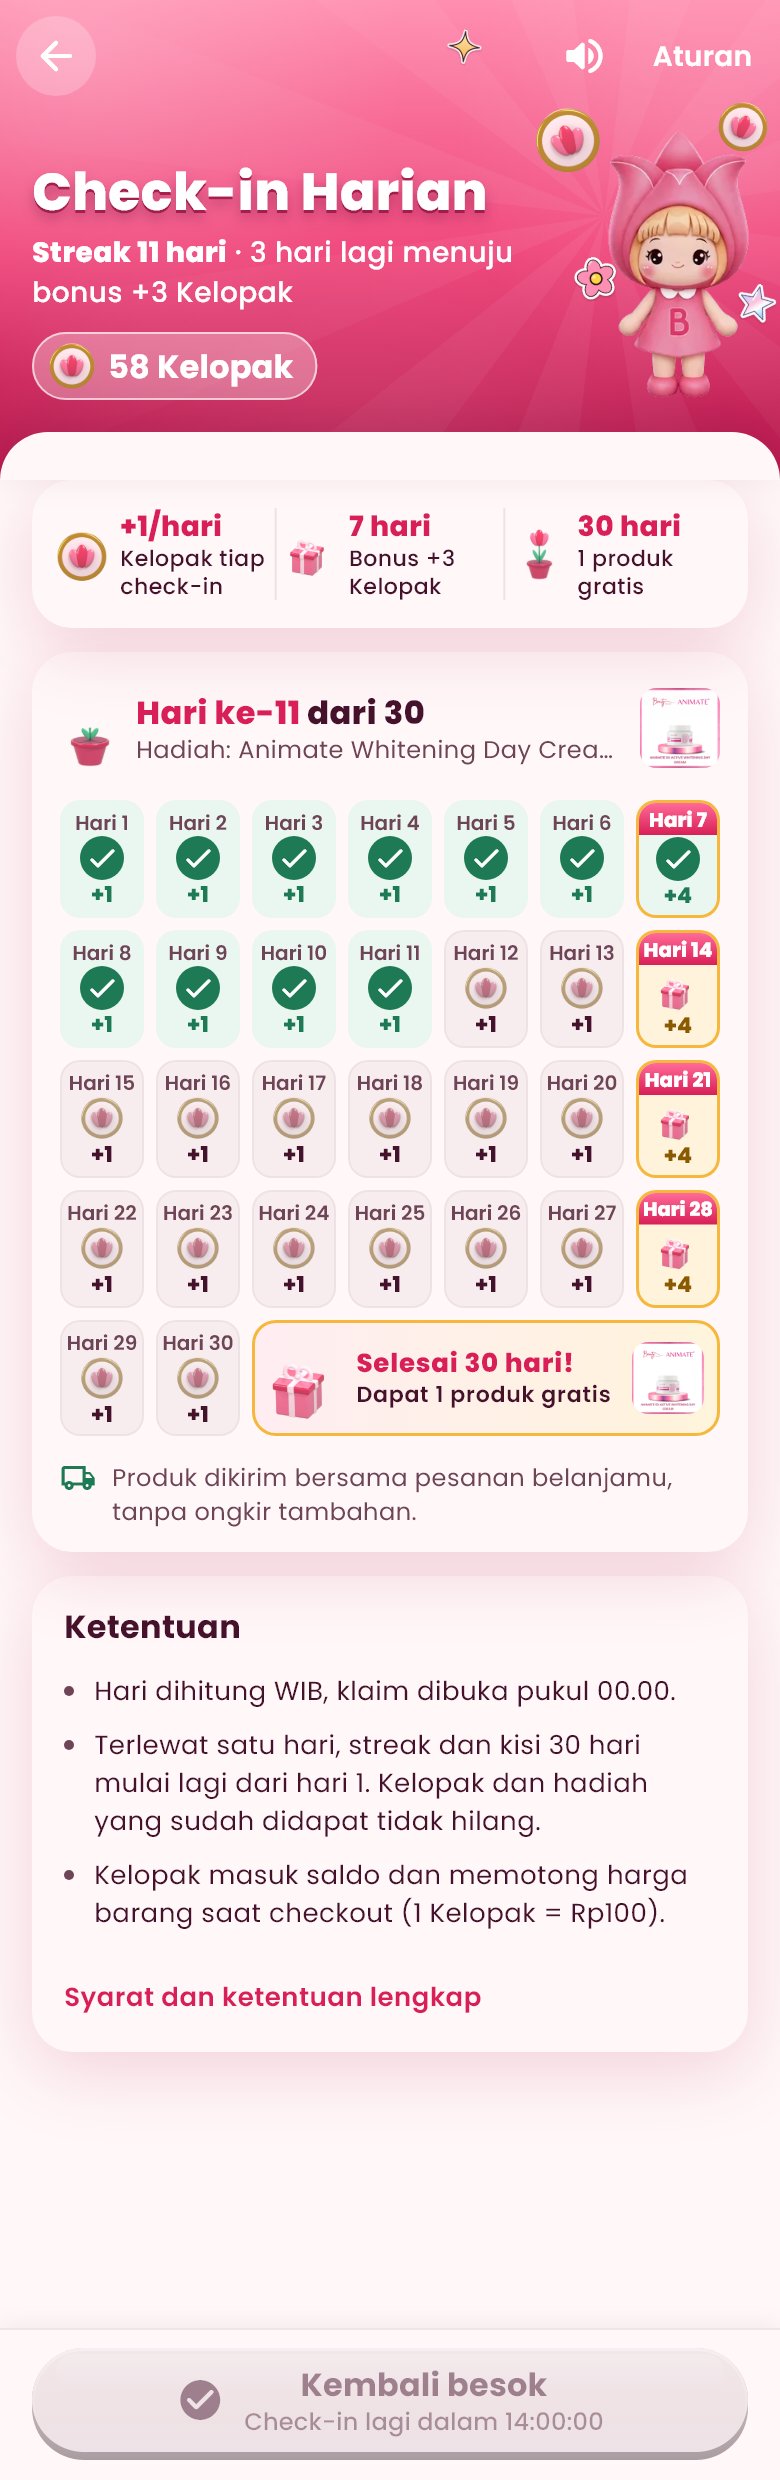 Aturan
Check-in Harian
Streak 11 hari · 3 hari lagi menuju
bonus +3 Kelopak
58 Kelopak
B
+1/hari
Kelopak tiap
check-in
7 hari
Bonus +3
Kelopak
30 hari
1 produk
gratis
Hari ke-11 dari 30
Hadiah: Animate Whitening Day Crea...
ANIMATE
Hari 1
Hari 2
Hari 3
Hari 4
Hari 5
Hari 6
Hari 7
+1
+1
+1
+1
+1
+1
+4
Hari 8
Hari 9
Hari 10
Hari 11
Hari 12
Hari 13
Hari 14
+1
+1
+1
+1
+1
+1
+4
Hari 15
Hari 16
Hari 17
Hari 18
Hari 19
Hari 20
Hari 21
+1
+1
+1
+1
+1
+1
+4
Hari 22
Hari 23
Hari 24
Hari 25
Hari 26
Hari 27
Hari 28
+1
+1
+1
+1
+1
+1
+4
Hari 29
Hari 30
+1
+1
Selesai 30 hari!
Dapat 1 produk gratis
ANIMATE
Produk dikirim bersama pesanan belanjamu,
tanpa ongkir tambahan.
Ketentuan
Hari dihitung WIB, klaim dibuka pukul 00.00.
Terlewat satu hari, streak dan kisi 30 hari
mulai lagi dari hari 1. Kelopak dan hadiah
yang sudah didapat tidak hilang.
Kelopak masuk saldo dan memotong harga
barang saat checkout (1 Kelopak = Rp100).
Syarat dan ketentuan lengkap
Kembali besok
Check-in lagi dalam 14:00:00